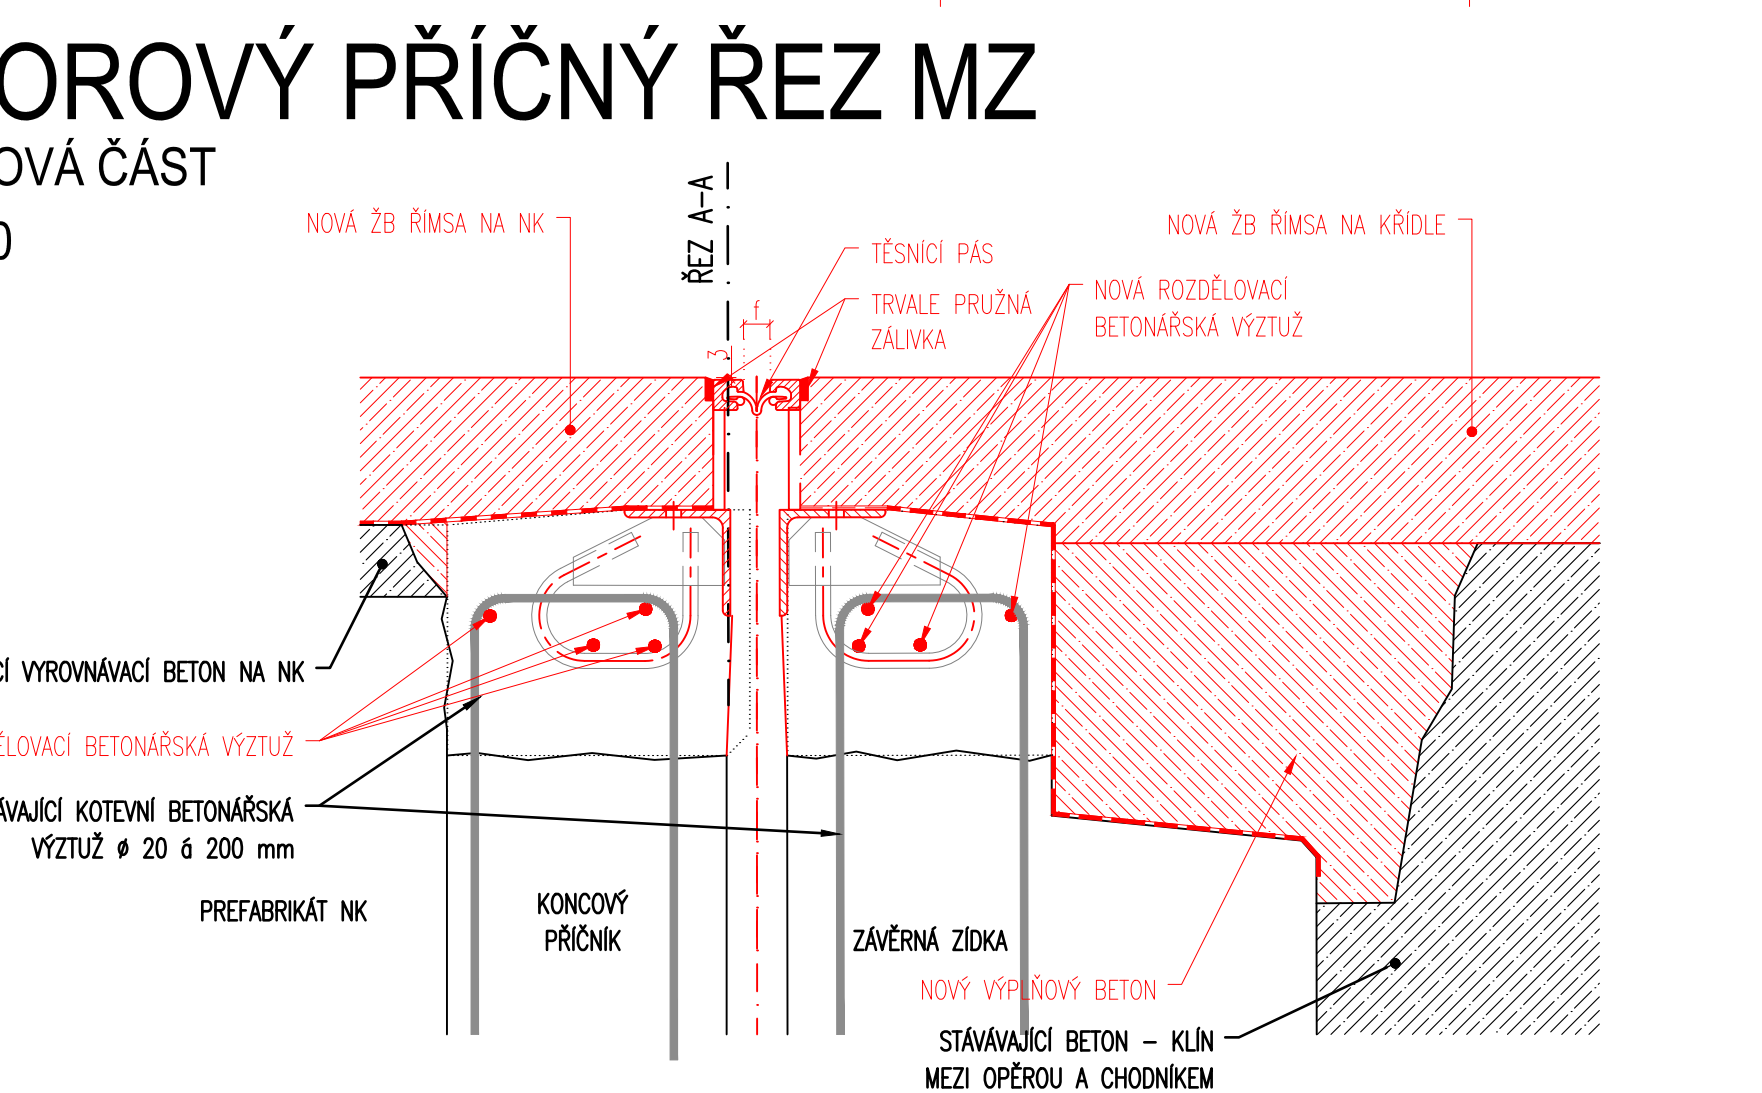 OROVÝ PŘÍČNÝ ŘEZ MZ
OVÁ ČÁST
0
ŘEZ A-A
NOVÁ ŽB ŘÍMSA NA NK
TĚSNÍCÍ PÁS
TRVALE PRUŽNÁ
ZÁLIVKA
NOVÁ ŽB ŘÍMSA NA KŘÍDLE
NOVÁ ROZDĚLOVACÍ
BETONÁŘSKÁ VÝZTUŽ
f
3
CÍ VYROVNÁVACÍ BETON NA NK
ĚLOVACÍ BETONÁŘSKÁ VÝZTUŽ
ÁVAJÍCÍ KOTEVNÍ BETONÁŘSKÁ
VÝZTUŽ ø 20 á 200 mm
PREFABRIKÁT NK
KONCOVÝ
PŘÍČNÍK
ZÁVĚRNÁ ZÍDKA
NOVÝ VÝPLŇOVÝ BETON
STÁVÁVAJÍCÍ BETON – KLÍN
MEZI OPĚROU A CHODNÍKEM